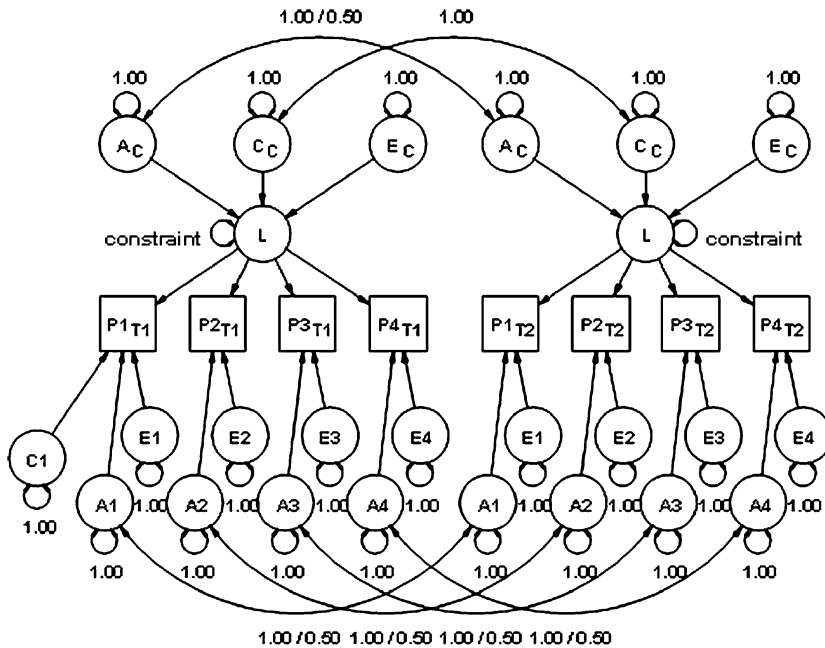 1.00 / 0.50 1.00
1.00 1.00 1.00 1.00 1.00 1.00
A C C C E C A C C C E C
constraint L L constraint
P1 T1 P2 T1 P3 T1 P4 T1 P1 T2 P2 T2 P3 T2 P4 T2
E1 E2 E3 E4 E1 E2 E3 E4
C1
A1 1.00 A2 1.00 A3 1.00 A4 1.00 A1 1.00 A2 1.00 A3 1.00 A4 1.00
1.00
1.00 1.00 1.00 1.00 1.00 1.00 1.00 1.00
1.00 / 0.50 1.00 / 0.50 1.00 / 0.50 1.00 / 0.50